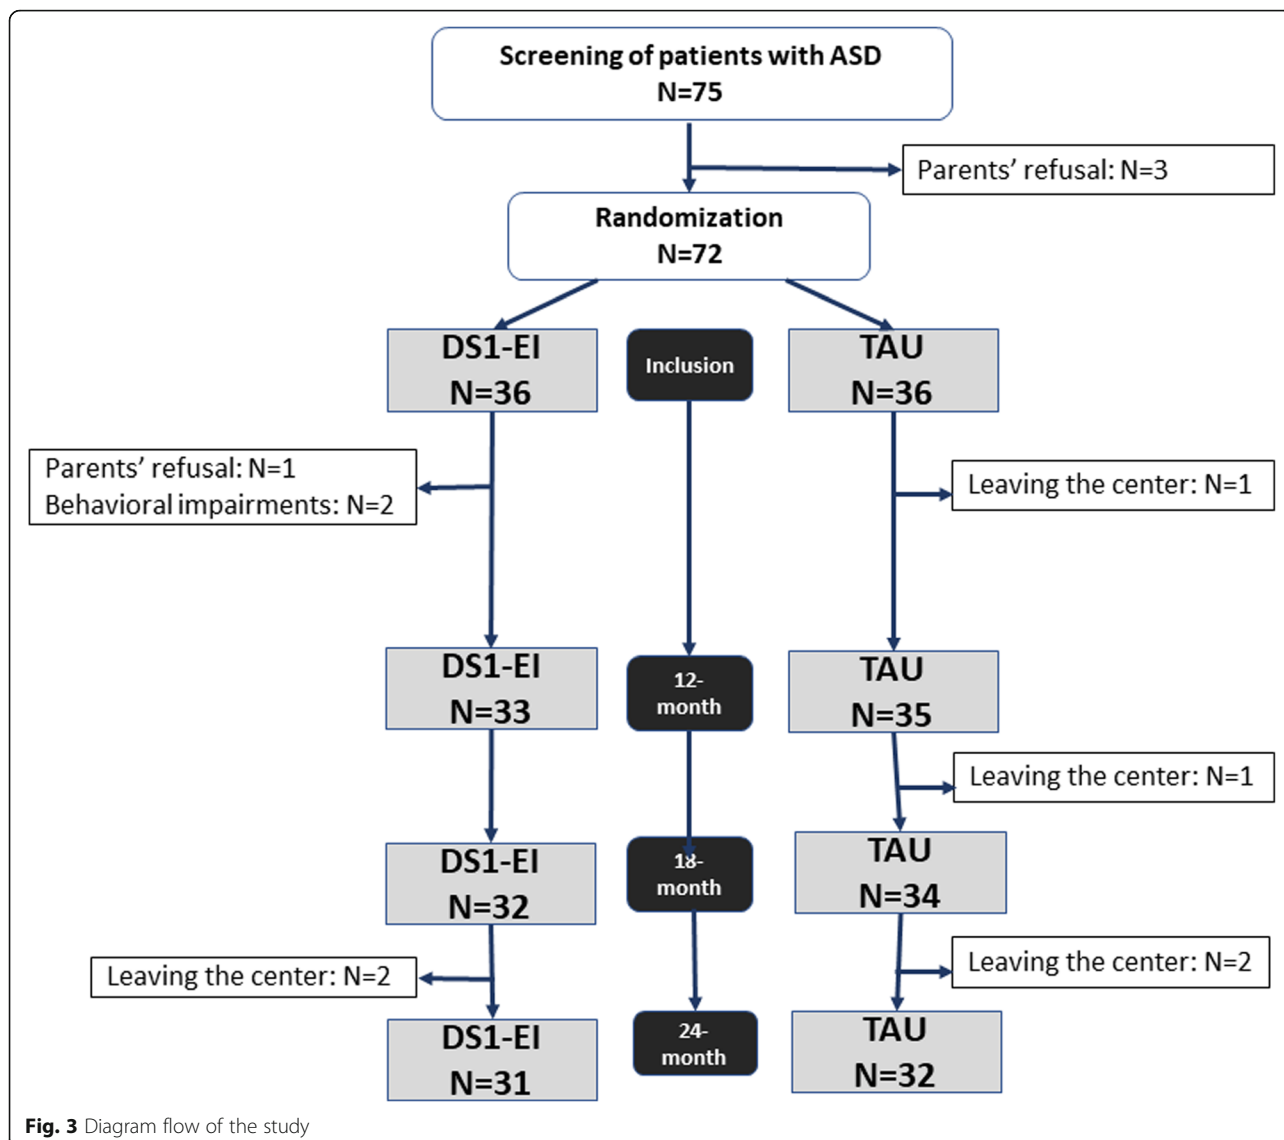 Screening of patients with ASD
N=75
Parents’ refusal: N=3
Randomization
N=72
DS1-EI
N=36
Inclusion
TAU
N=36
Parents’ refusal: N=1
Behavioral impairments: N=2
Leaving the center: N=1
DS1-EI
N=33
12-
month
TAU
N=35
Leaving the center: N=1
DS1-EI
N=32
18-
month
TAU
N=34
Leaving the center: N=2
Leaving the center: N=2
DS1-EI
N=31
24-
month
TAU
N=32
Fig. 3 Diagram flow of the study